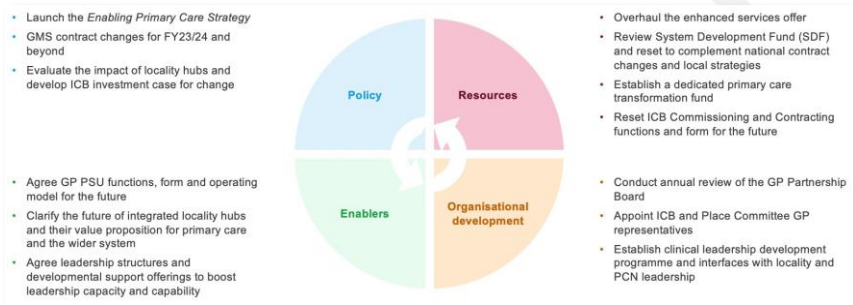 • Launch the Enabling Primary Care Strategy
• GMS contract changes for FY23/24 and
beyond
• Evaluate the impact of locality hubs and
develop ICB investment case for change
Policy
Resources
• Overhaul the enhanced services offer
• Review System Development Fund (SDF)
and reset to complement national contract
changes and local strategies
• Establish a dedicated primary care
transformation fund
• Reset ICB Commissioning and Contracting
functions and form for the future
• Agree GP PSU functions, form and operating
model for the future
• Clarify the future of integrated locality hubs
and their value proposition for primary care
and the wider system
• Agree leadership structures and
developmental support offerings to boost
leadership capacity and capability
Enablers
Organisational
development
• Conduct annual review of the GP Partnership
Board
• Appoint ICB and Place Committee GP
representatives
• Establish clinical leadership development
programme and interfaces with locality and
PCN leadership